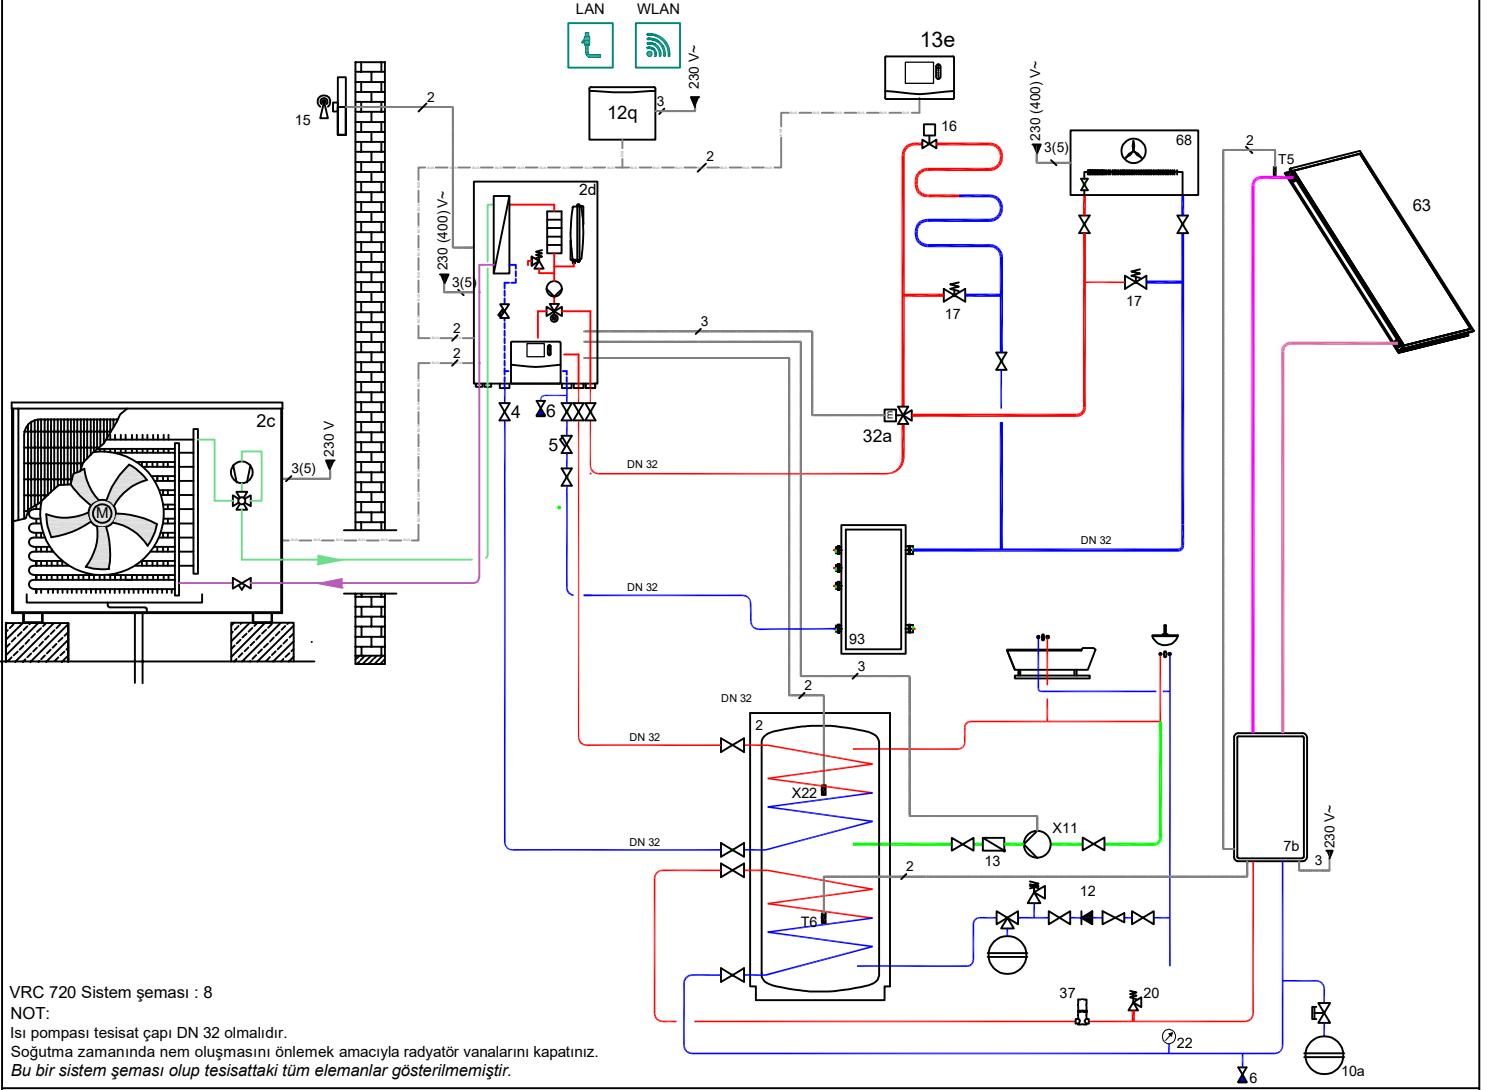 LAN
WLAN
13e
230 V~
3
12q
15
2
16
230 (400) V~
3(5)
68
2
T5
63
2
2d
230 (400) V~
3(5)
17
17
2
2
3
2c
230 V
3(5)
4
6
5
m
32a
DN 32
M
DN 32
DN 32
93
3
2
DN 32
2
DN 32
X22
X11
13
DN 32
7b
3
230 V~
2
12
T6
37
20
22
10a
6
VRC 720 Sistem şeması : 8
NOT:
Isı pompası tesisat çapı DN 32 olmalıdır.
Soğutma zamanında nem oluşmasını önlemek amacıyla radyatör vanalarını kapatınız.
Bu bir sistem şeması olup tesisattaki tüm elemanlar gösterilmemiştir.